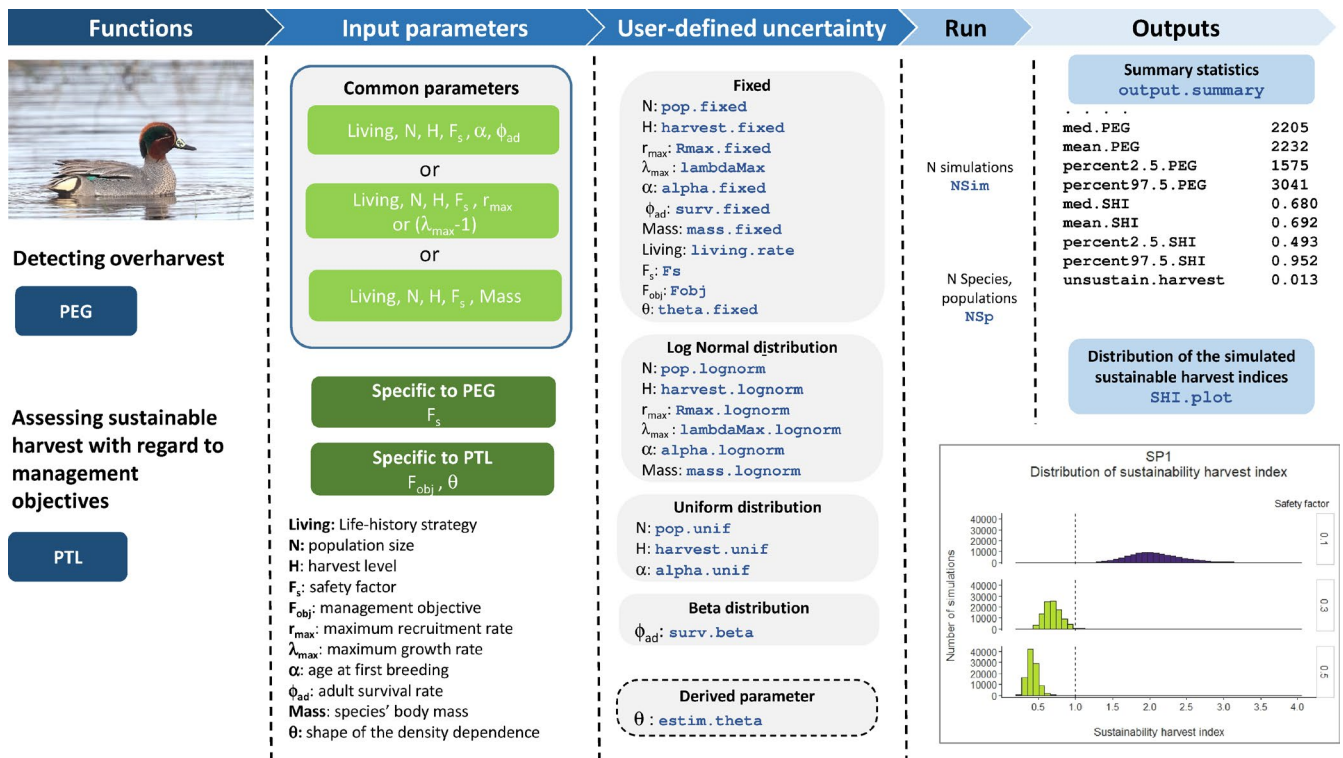 Functions
Input parameters
User-defined uncertainty
Run
Outputs
Detecting overharvest
PEG
Assessing sustainable
harvest with regard to
management
objectives
PTL
Common parameters
Living, N, H, Fs, α, ϕad
or
Living, N, H, Fs, rmax
or (λmax-1)
or
Living, N, H, Fs, Mass
Specific to PEG
Fs
Specific to PTL
Fobj, θ
Living: Life-history strategy
N: population size
H: harvest level
Fs: safety factor
Fobj: management objective
rmax: maximum recruitment rate
λmax: maximum growth rate
α: age at first breeding
ϕad: adult survival rate
Mass: species' body mass
θ: shape of the density dependence
Fixed
N: pop.fixed
H: harvest.fixed
rmax: Rmax.fixed
λmax: lambdaMax
α: alpha.fixed
ϕad: surv.fixed
Mass: mass.fixed
Living: living.rate
Fs: Fs
Fobj: Fobj
θ: theta.fixed
Log Normal distribution
N: pop.lognorm
H: harvest.lognorm
rmax: Rmax.lognorm
λmax: lambdaMax.lognorm
α: alpha.lognorm
Mass: mass.lognorm
Uniform distribution
N: pop.unif
H: harvest.unif
α: alpha.unif
Beta distribution
ϕad: surv.beta
Derived parameter
θ : estim.theta
N simulations
NSim
N Species,
populations
NSp
Summary statistics
output.summary
. . . .
med.PEG 2205
mean.PEG 2232
percent2.5.PEG 1575
percent97.5.PEG 3041
med.SHI 0.680
mean.SHI 0.692
percent2.5.SHI 0.493
percent97.5.SHI 0.952
unsustain.harvest 0.013
Distribution of the simulated
sustainable harvest indices
SHI.plot
SP1
Distribution of sustainability harvest index
Safety factor
Number of simulations
40000
30000
20000
10000
0
0.1
40000
30000
20000
10000
0
0.3
40000
30000
20000
10000
0
0.5
0.5 1.0 1.5 2.0 2.5 3.0 3.5 4.0
Sustainability harvest index